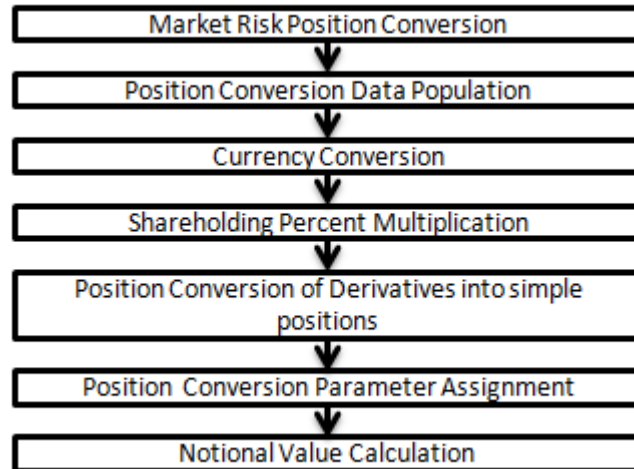 Market Risk Position Conversion
Position Conversion Data Population
Currency Conversion
Shareholding Percent Multiplication
Position Conversion of Derivatives into simple
positions
Position Conversion Parameter Assignment
Notional Value Calculation